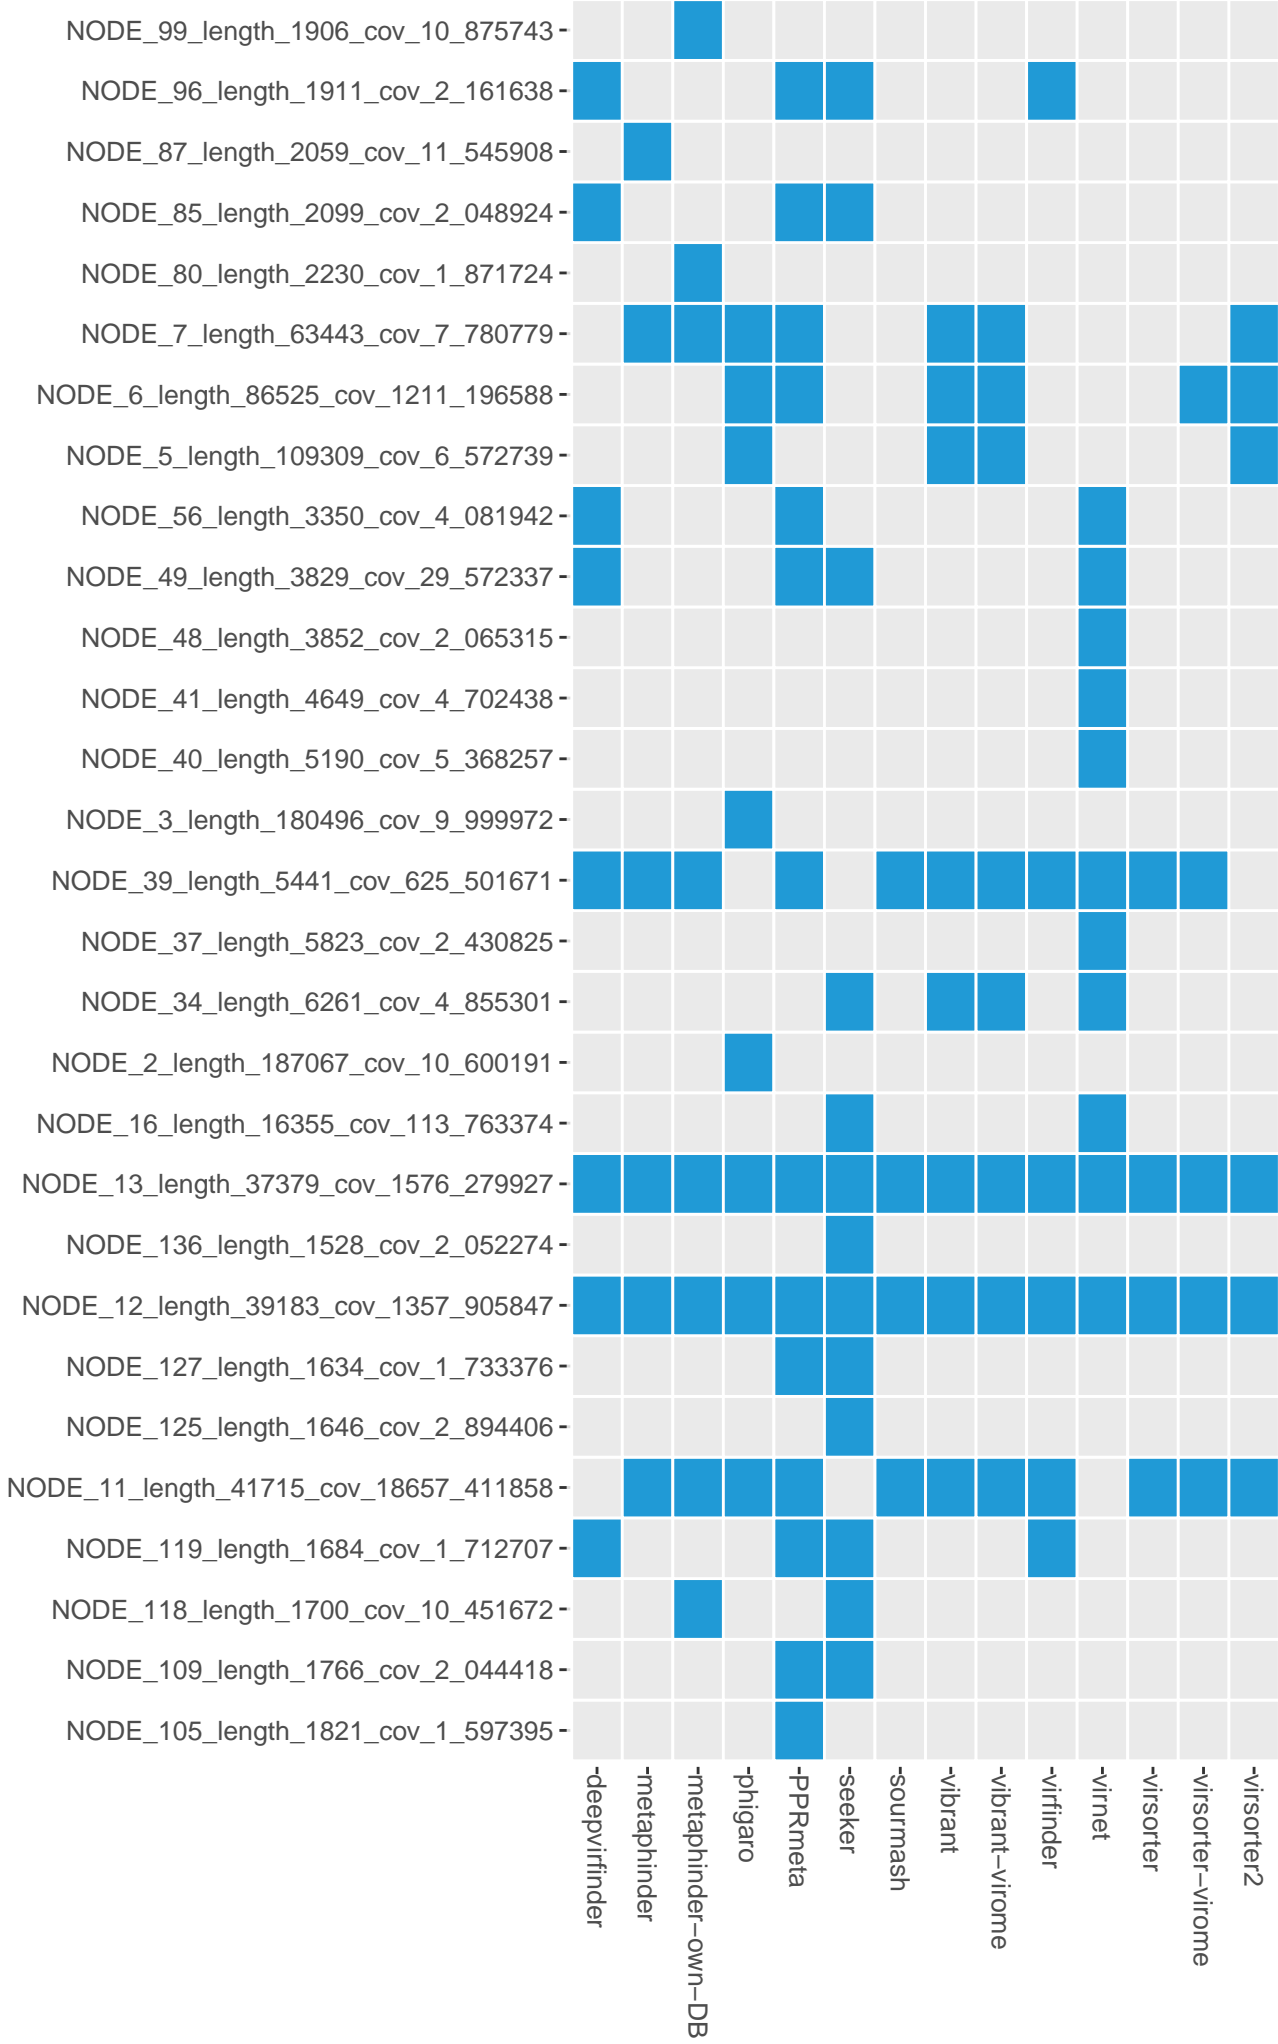 NODE_99_length_1906_cov_10_875743
NODE_96_length_1911_cov_2_161638
NODE_87_length_2059_cov_11_545908
NODE_85_length_2099_cov_2_048924
NODE_80_length_2230_cov_1_871724
NODE_7_length_63443_cov_7_780779
NODE_6_length_86525_cov_1211_196588
NODE_5_length_109309_cov_6_572739
NODE_56_length_3350_cov_4_081942
NODE_49_length_3829_cov_29_572337
NODE_48_length_3852_cov_2_065315
NODE_41_length_4649_cov_4_702438
NODE_40_length_5190_cov_5_368257
NODE_3_length_180496_cov_9_999972
NODE_39_length_5441_cov_625_501671
NODE_37_length_5823_cov_2_430825
NODE_34_length_6261_cov_4_855301
NODE_2_length_187067_cov_10_600191
NODE_16_length_16355_cov_113_763374
NODE_13_length_37379_cov_1576_279927
NODE_136_length_1528_cov_2_052274
NODE_12_length_39183_cov_1357_905847
NODE_127_length_1634_cov_1_733376
NODE_125_length_1646_cov_2_894406
NODE_11_length_41715_cov_18657_411858
NODE_119_length_1684_cov_1_712707
NODE_118_length_1700_cov_10_451672
NODE_109_length_1766_cov_2_044418
NODE_105_length_1821_cov_1_597395
deepvirfinder
metaphinder
metaphinder−own−DB
phigaro
PPRmeta
seeker
sourmash
vibrant
vibrant−virome
virfinder
virnet
virsorter
virsorter−virome
virsorter2